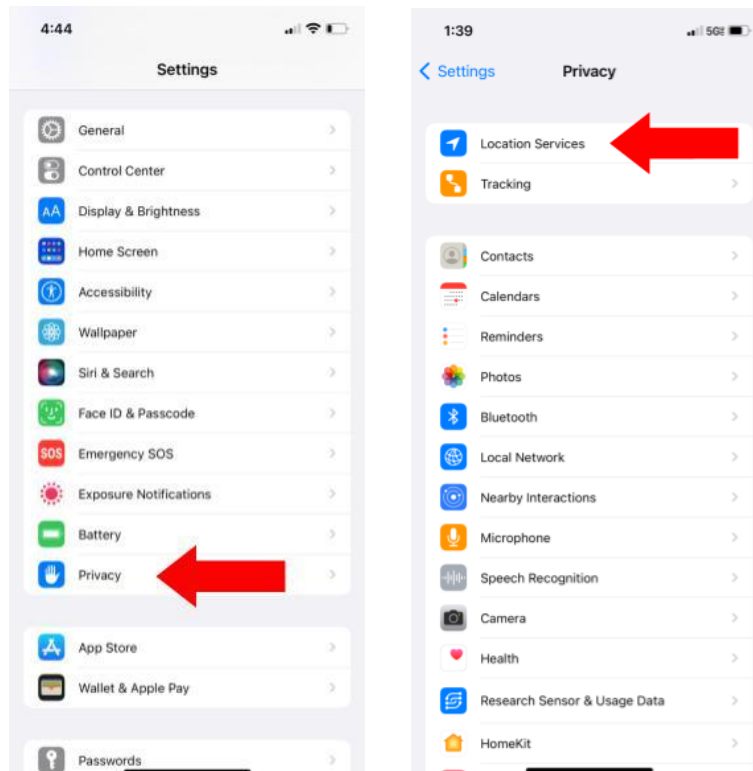 4:44
Settings
General
Control Center
AA Display & Brightness
Home Screen
Accessibility
Wallpaper
Siri & Search
Face ID & Passcode
SOS Emergency SOS
Exposure Notifications
Battery
Privacy
App Store
Wallet & Apple Pay
Passwords
1:39 5G
Settings Privacy
Location Services
Tracking
Contacts
Calendars
Reminders
Photos
Bluetooth
Local Network
Nearby Interactions
Microphone
Speech Recognition
Camera
Health
Research Sensor & Usage Data
HomeKit